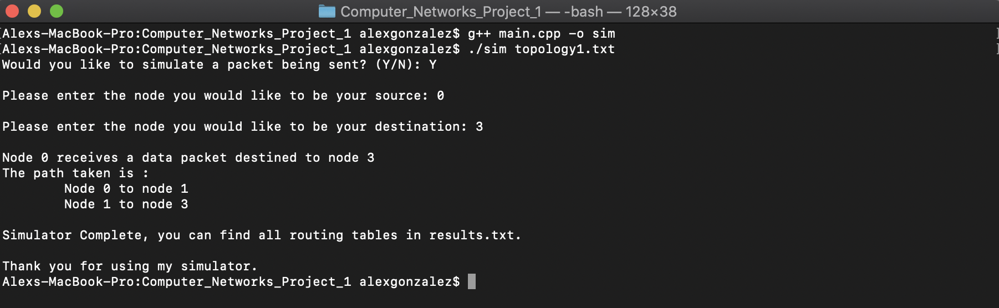 Computer_Networks_Project_1 — -bash — 128×38
Alexs-MacBook-Pro:Computer_Networks_Project_1 alexgonzalez$ g++ main.cpp -o sim
Alexs-MacBook-Pro:Computer_Networks_Project_1 alexgonzalez$ ./sim topology1.txt
Would you like to simulate a packet being sent? (Y/N): Y
Please enter the node you would like to be your source: 0
Please enter the node you would like to be your destination: 3
Node 0 receives a data packet destined to node 3
The path taken is :
Node 0 to node 1
Node 1 to node 3
Simulator Complete, you can find all routing tables in results.txt.
Thank you for using my simulator.
Alexs-MacBook-Pro:Computer_Networks_Project_1 alexgonzalez$